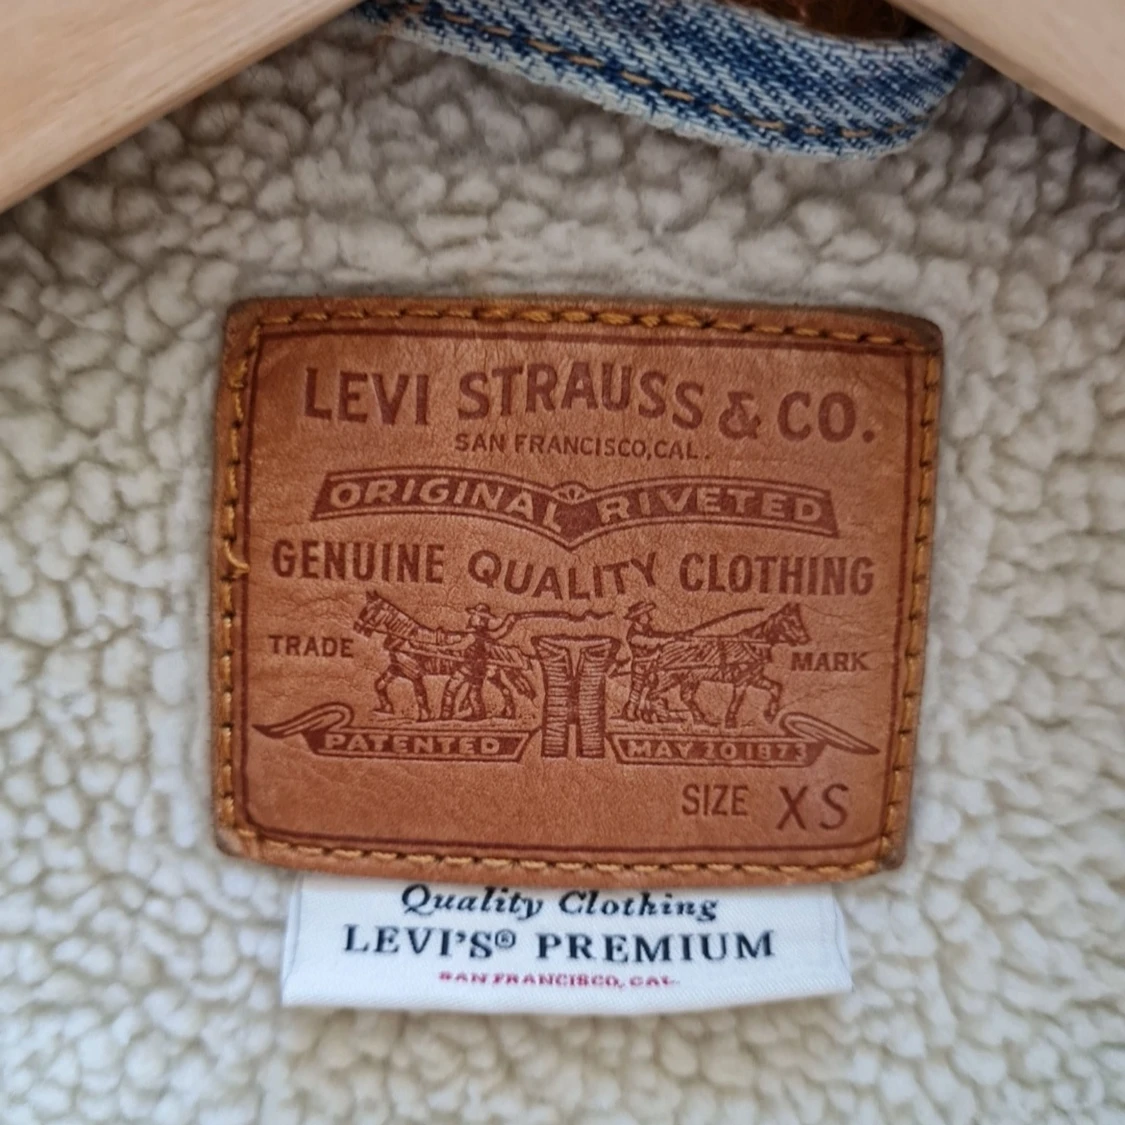 LEVI STRAUSS & CO.
SAN FRANCISCO, CAL.
ORIGINAL RIVETED
GENUINE QUALITY CLOTHING
TRADE MARK
PATENTED MAY 20 1873
SIZE XS
Quality Clothing
LEVI'S® PREMIUM
SAN FRANCISCO, CAL.